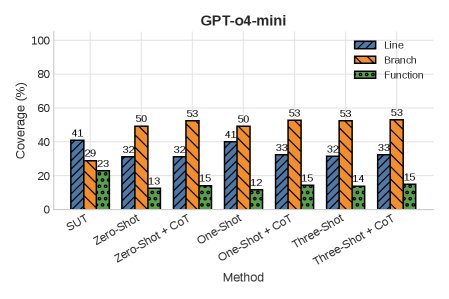 GPT-o4-mini
Coverage (%)
100
80
60
40
20
0
Line
Branch
Function
41 29 23
32 50 13
32 53 15
41 50 12
33 53 15
32 53 14
33 53 15
SUT
Zero-Shot
Zero-Shot + CoT
One-Shot
One-Shot + CoT
Three-Shot
Three-Shot + CoT
Method